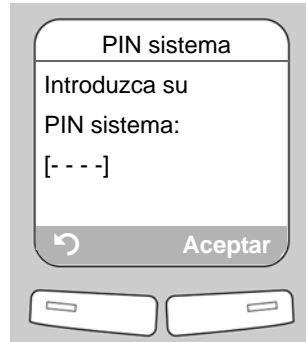 PIN sistema
Introduzca su
PIN sistema:
[- - - -]
Aceptar